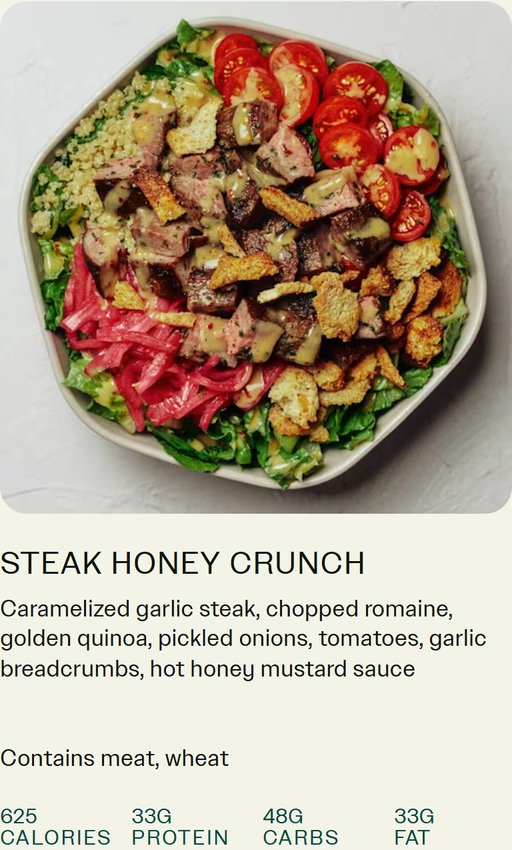 STEAK HONEY CRUNCH
Caramelized garlic steak, chopped romaine,
golden quinoa, pickled onions, tomatoes, garlic
breadcrumbs, hot honey mustard sauce
Contains meat, wheat
625 33G 48G 33G
CALORIES PROTEIN CARBS FAT